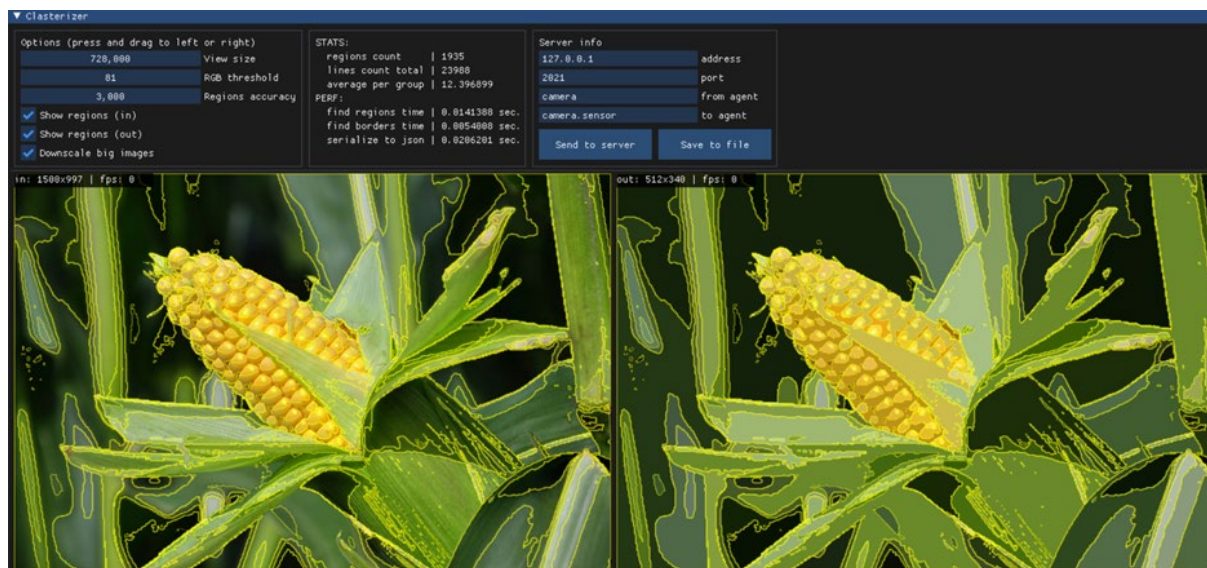 Clasterizer
Options (press and drag to left or right)
728,000 View size
81 RGB threshold
3,000 Regions accuracy
Show regions (in)
Show regions (out)
Downscale big images
STATS:
regions count | 1935
lines count total | 23988
average per group | 12.396899
PERF:
find regions time | 0.0141388 sec.
find borders time | 0.0054008 sec.
serialize to json | 0.0206201 sec.
Server info
127.0.0.1 address
2021 port
camera from agent
camera.sensor to agent
Send to server Save to file
in: 1500x997 | fps: 0
out: 512x340 | fps: 0